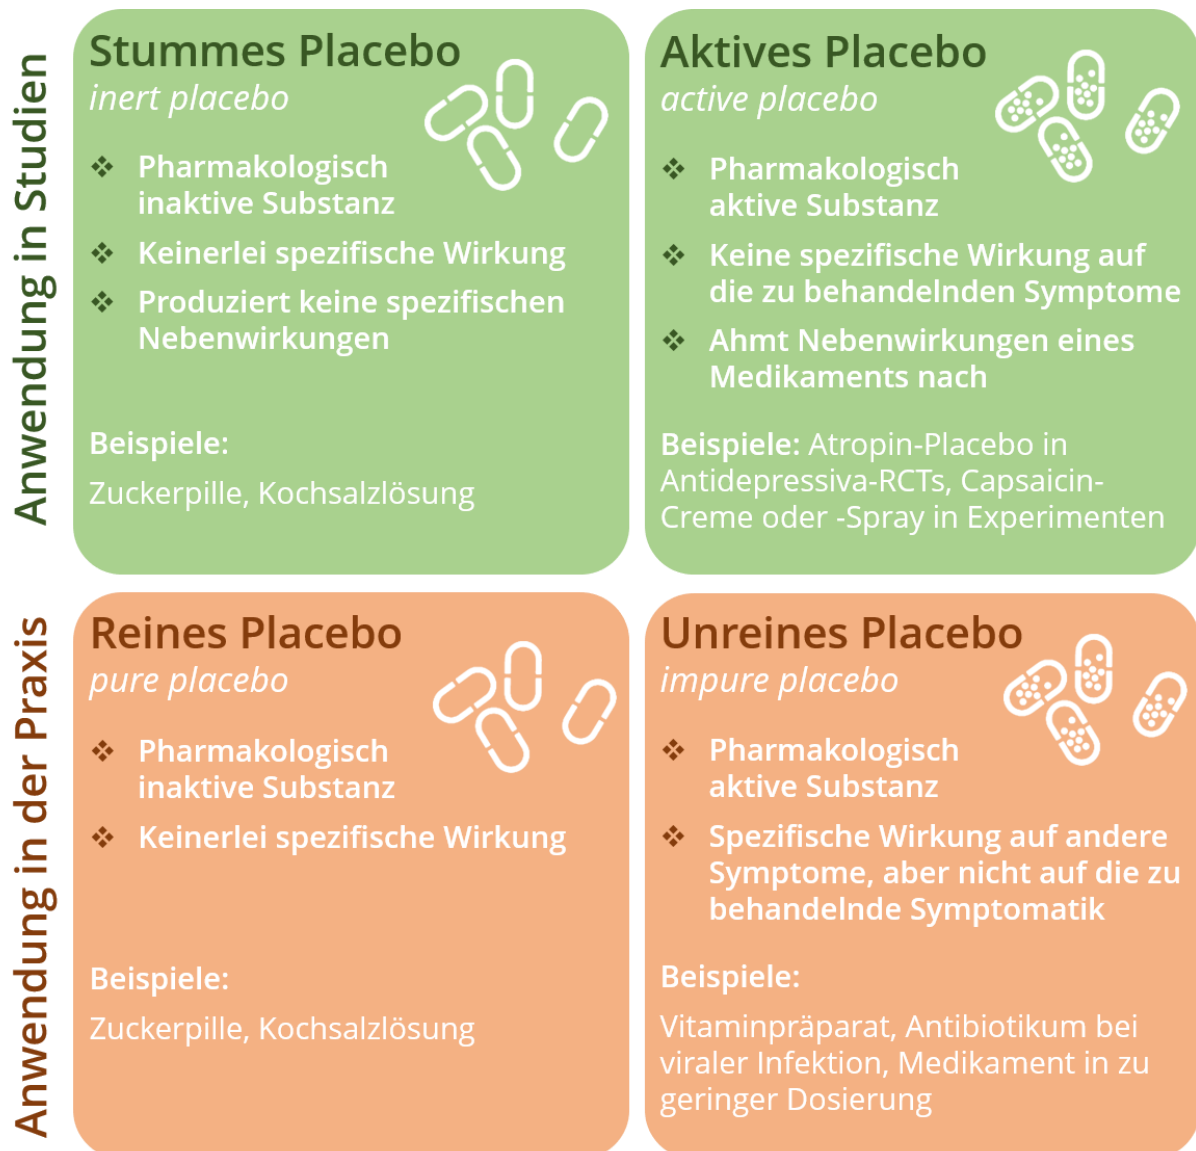 Anwendung in Studien
Stummes Placebo
inert placebo
❖ Pharmakologisch
inaktive Substanz
❖ Keinerlei spezifische Wirkung
❖ Produziert keine spezifischen
Nebenwirkungen
Beispiele:
Zuckerpille, Kochsalzlösung
Aktives Placebo
active placebo
❖ Pharmakologisch
aktive Substanz
❖ Keine spezifische Wirkung auf
die zu behandelnden Symptome
❖ Ahmt Nebenwirkungen eines
Medikaments nach
Beispiele: Atropin-Placebo in
Antidepressiva-RCTs, Capsaicin-
Creme oder -Spray in Experimenten
Anwendung in der Praxis
Reines Placebo
pure placebo
❖ Pharmakologisch
inaktive Substanz
❖ Keinerlei spezifische Wirkung
Beispiele:
Zuckerpille, Kochsalzlösung
Unreines Placebo
impure placebo
❖ Pharmakologisch
aktive Substanz
❖ Spezifische Wirkung auf andere
Symptome, aber nicht auf die zu
behandelnde Symptomatik
Beispiele:
Vitaminpräparat, Antibiotikum bei
viraler Infektion, Medikament in zu
geringer Dosierung